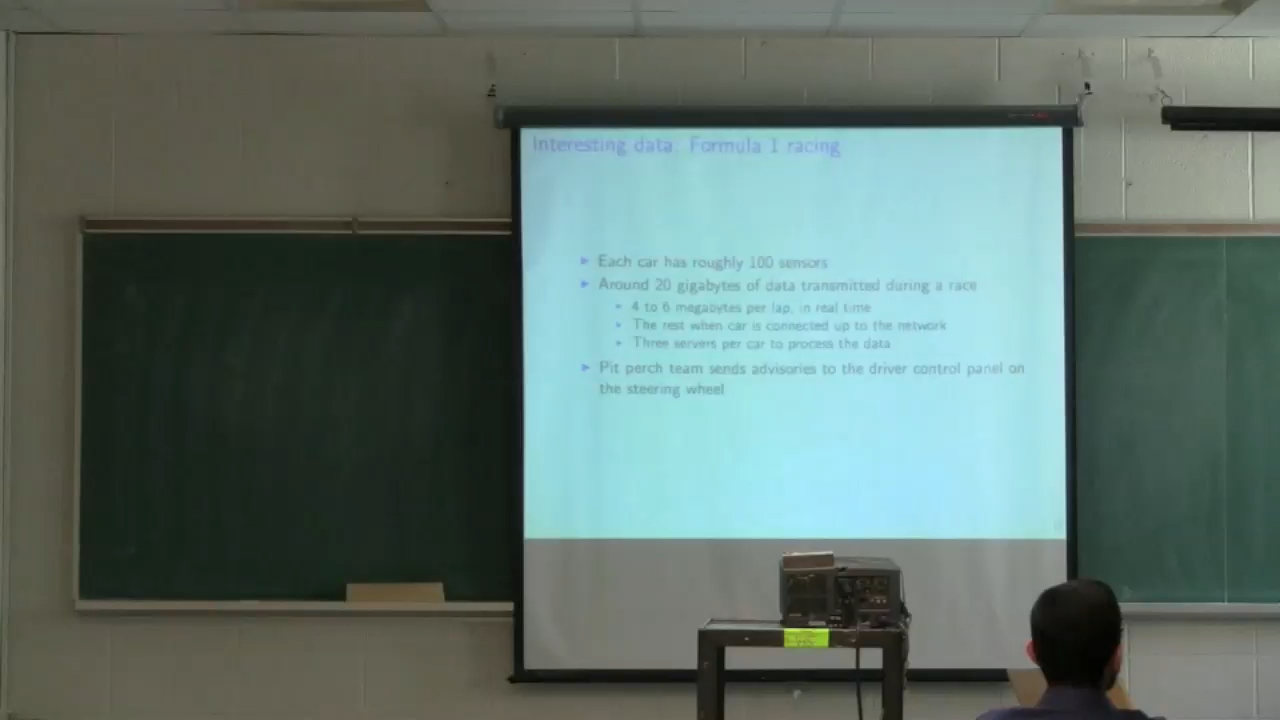 Interesting data: Formula 1 racing
Each car has roughly 100 sensors
Around 20 gigabytes of data transmitted during a race
4 to 6 megabytes per lap, in real time
The rest when car is connected up to the network
Three servers per car to process the data
Pit perch team sends advisories to the driver control panel on
the steering wheel